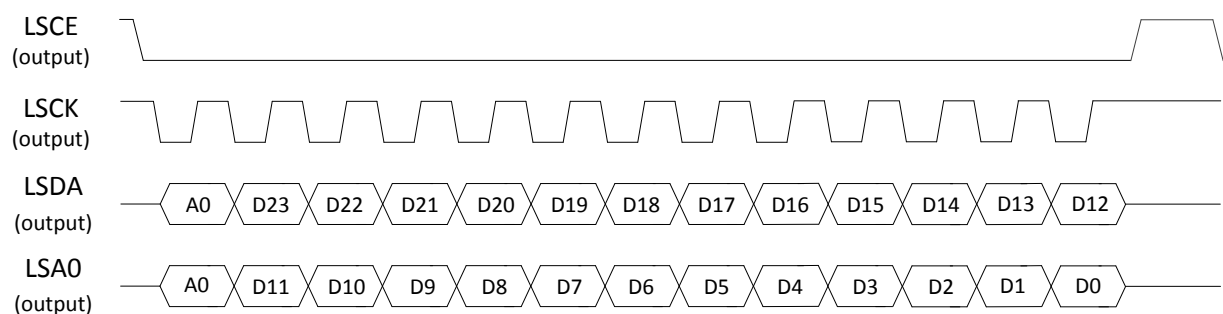 LSCE
(output)
LSCK
(output)
LSDA
(output)
A0 D23 D22 D21 D20 D19 D18 D17 D16 D15 D14 D13 D12
LSA0
(output)
A0 D11 D10 D9 D8 D7 D6 D5 D4 D3 D2 D1 D0